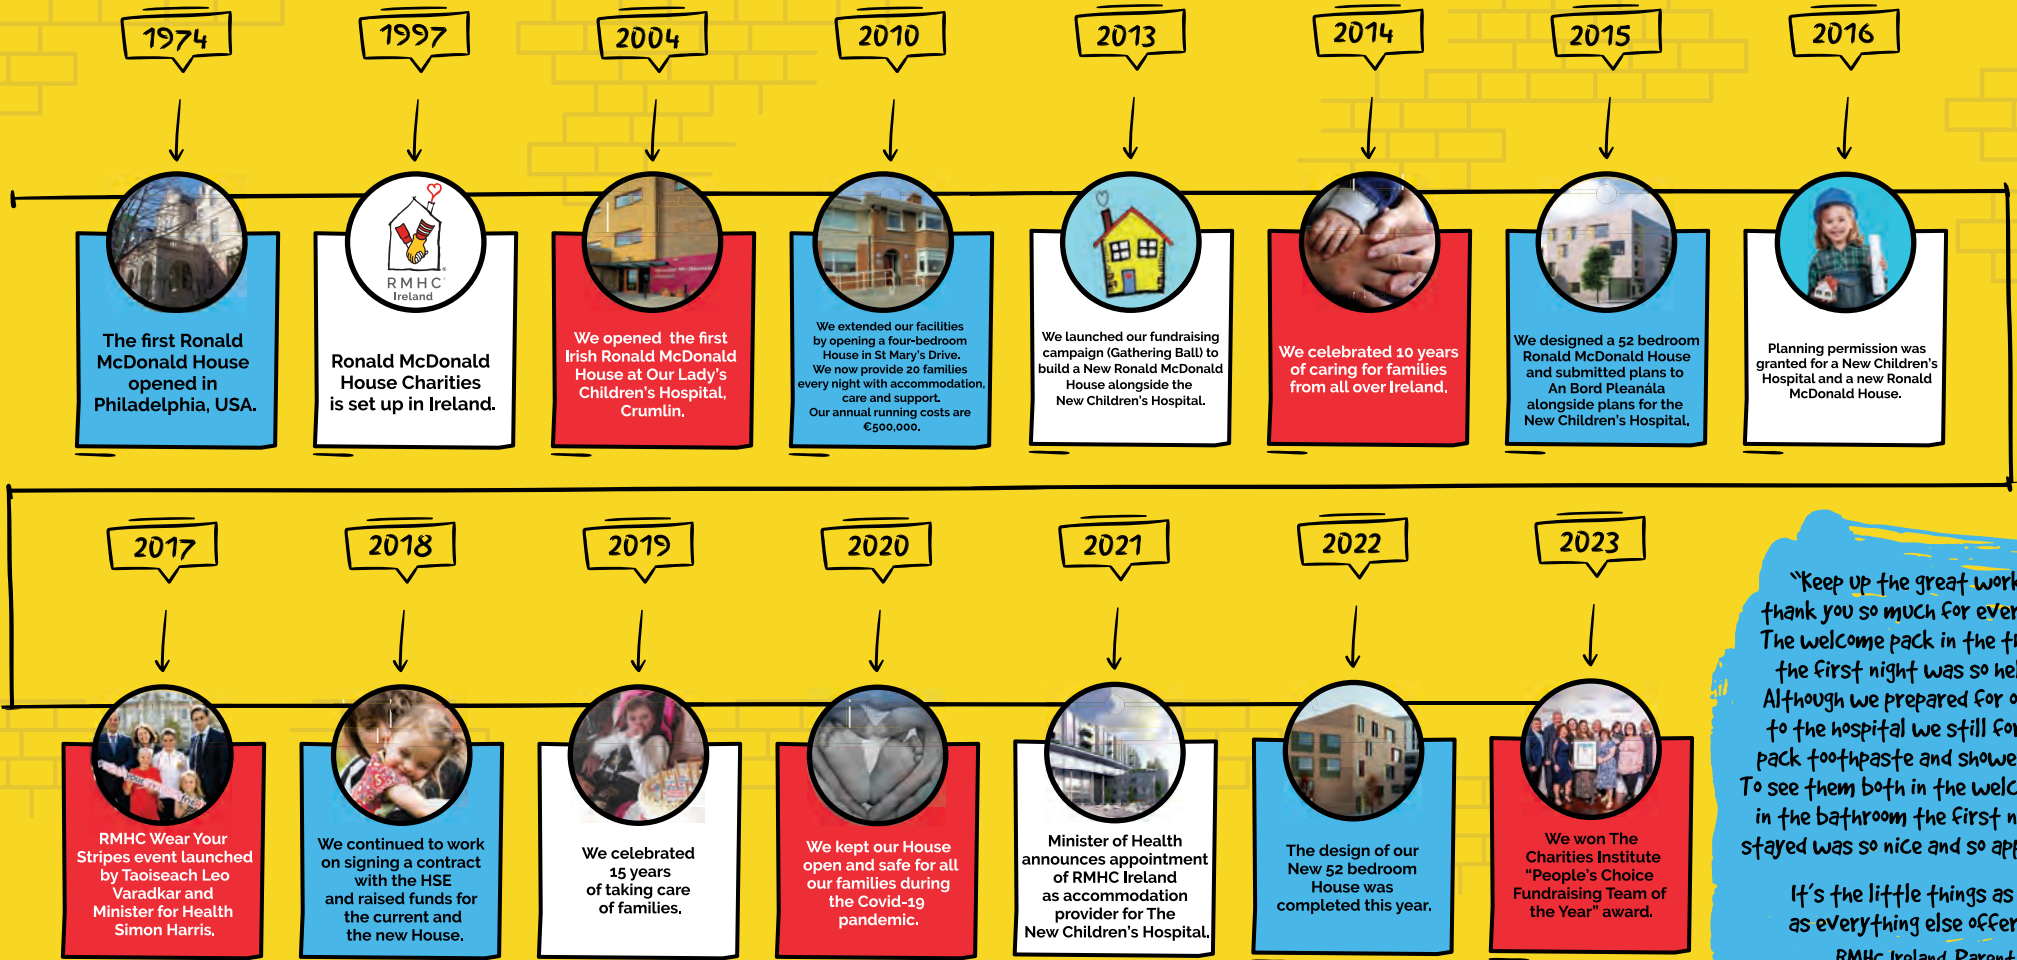 1974
1997
2004
2010
2013
2014
2015
2016
The first Ronald
McDonald House
opened in
Philadelphia, USA.
RMHC
Ireland
Ronald McDonald
House Charities
is set up in Ireland.
We opened the first
Irish Ronald McDonald
House at Our Lady's
Children's Hospital,
Crumlin.
We extended our facilities
by opening a four-bedroom
House in St Mary's Drive.
We now provide 20 families
every night with accommodation,
care and support.
Our annual running costs are
€500,000.
We launched our fundraising
campaign (Gathering Ball) to
build a New Ronald McDonald
House alongside the
New Children's Hospital.
We celebrated 10 years
of caring for families
from all over Ireland.
We designed a 52 bedroom
Ronald McDonald House
and submitted plans to
An Bord Pleanála
alongside plans for the
New Children's Hospital.
Planning permission was
granted for a New Children's
Hospital and a new Ronald
McDonald House.
2017
2018
2019
2020
2021
2022
2023
RMHC Wear Your
Stripes event launched
by Taoiseach Leo
Varadkar and
Minister for Health
Simon Harris.
We continued to work
on signing a contract
with the HSE
and raised funds for
the current and
the new House.
We celebrated
15 years
of taking care
of families.
We kept our House
open and safe for all
our families during
the Covid-19
pandemic.
Minister of Health
announces appointment
of RMHC Ireland
as accommodation
provider for The
New Children's Hospital.
The design of our
New 52 bedroom
House was
completed this year.
We won The
Charities Institute
"People's Choice
Fundraising Team of
the Year" award.
"Keep up the great work
thank you so much for ever
The welcome pack in the
the first night was so hel
Although we prepared for
to the hospital we still for
pack toothpaste and showe
To see them both in the welc
in the bathroom the first n
stayed was so nice and so app
It's the little things as
as everything else offer
RMHC Ireland Parent